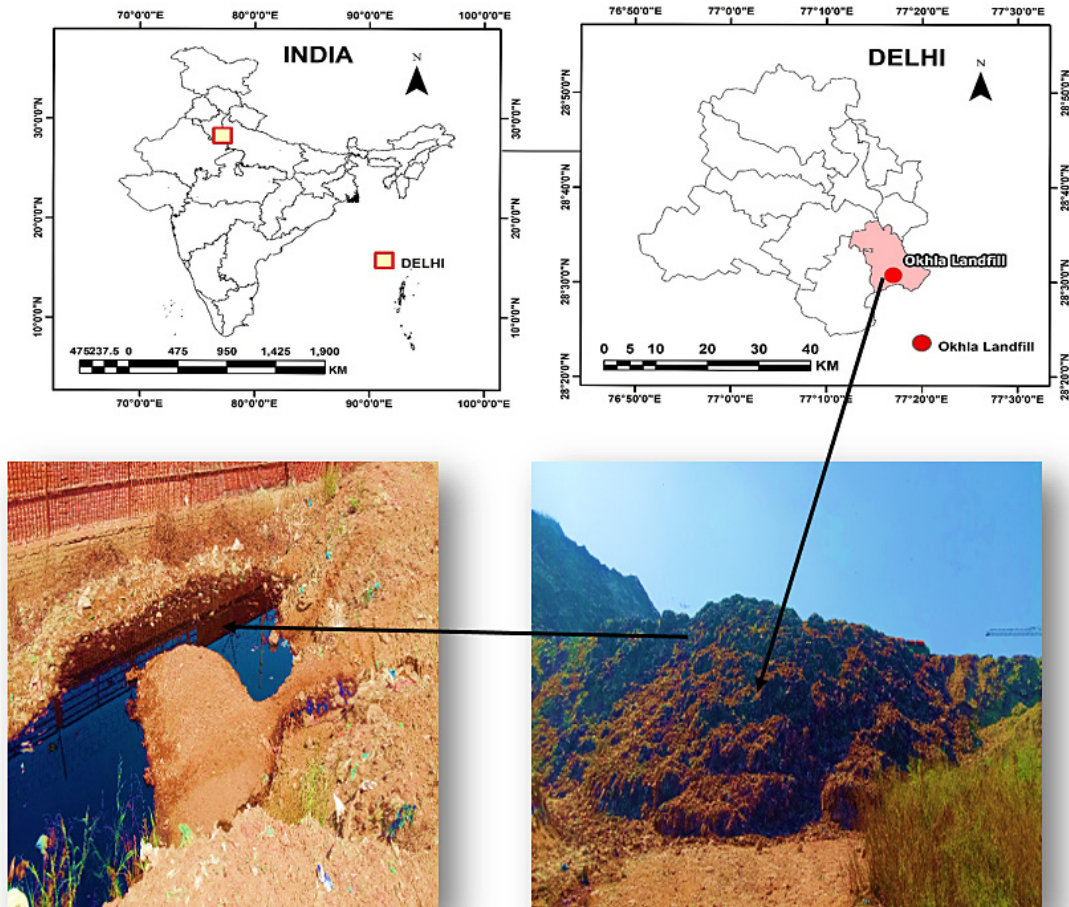 70°0'0"E 80°0'0"E 90°0'0"E 100°0'0"E
INDIA
N
30°0'0"N
20°0'0"N
10°0'0"N
30°0'0"N
20°0'0"N
10°0'0"N
DELHI
475237.5 0 475 950 1,425 1,900
KM
70°0'0"E 80°0'0"E 90°0'0"E 100°0'0"E
76°50'0"E 77°0'0"E 77°10'0"E 77°20'0"E 77°30'0"E
DELHI
N
28°50'0"N
28°40'0"N
28°30'0"N
28°20'0"N
28°50'0"N
28°40'0"N
28°30'0"N
28°20'0"N
Okhla Landfill
Okhla Landfill
0 5 10 20 30 40
KM
76°50'0"E 77°0'0"E 77°10'0"E 77°20'0"E 77°30'0"E